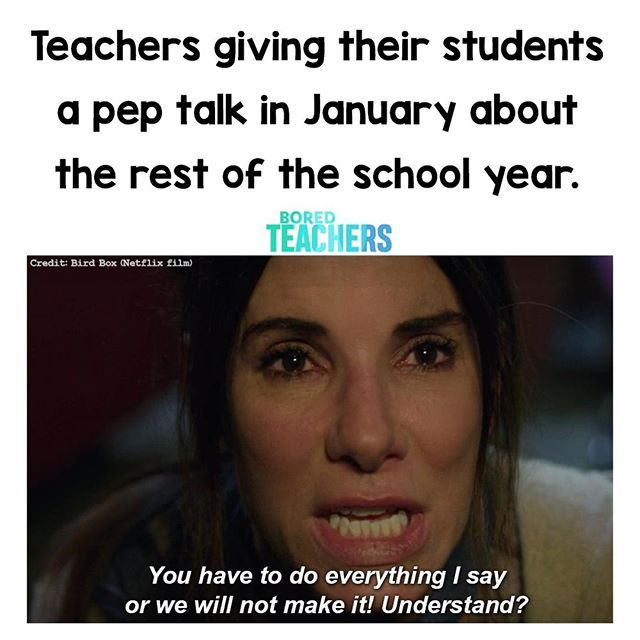 Teachers giving their students
a pep talk in January about
the rest of the school year.
BORED
TEACHERS
Credit: Bird Box (Netflix film)
You have to do everything I say
or we will not make it! Understand?